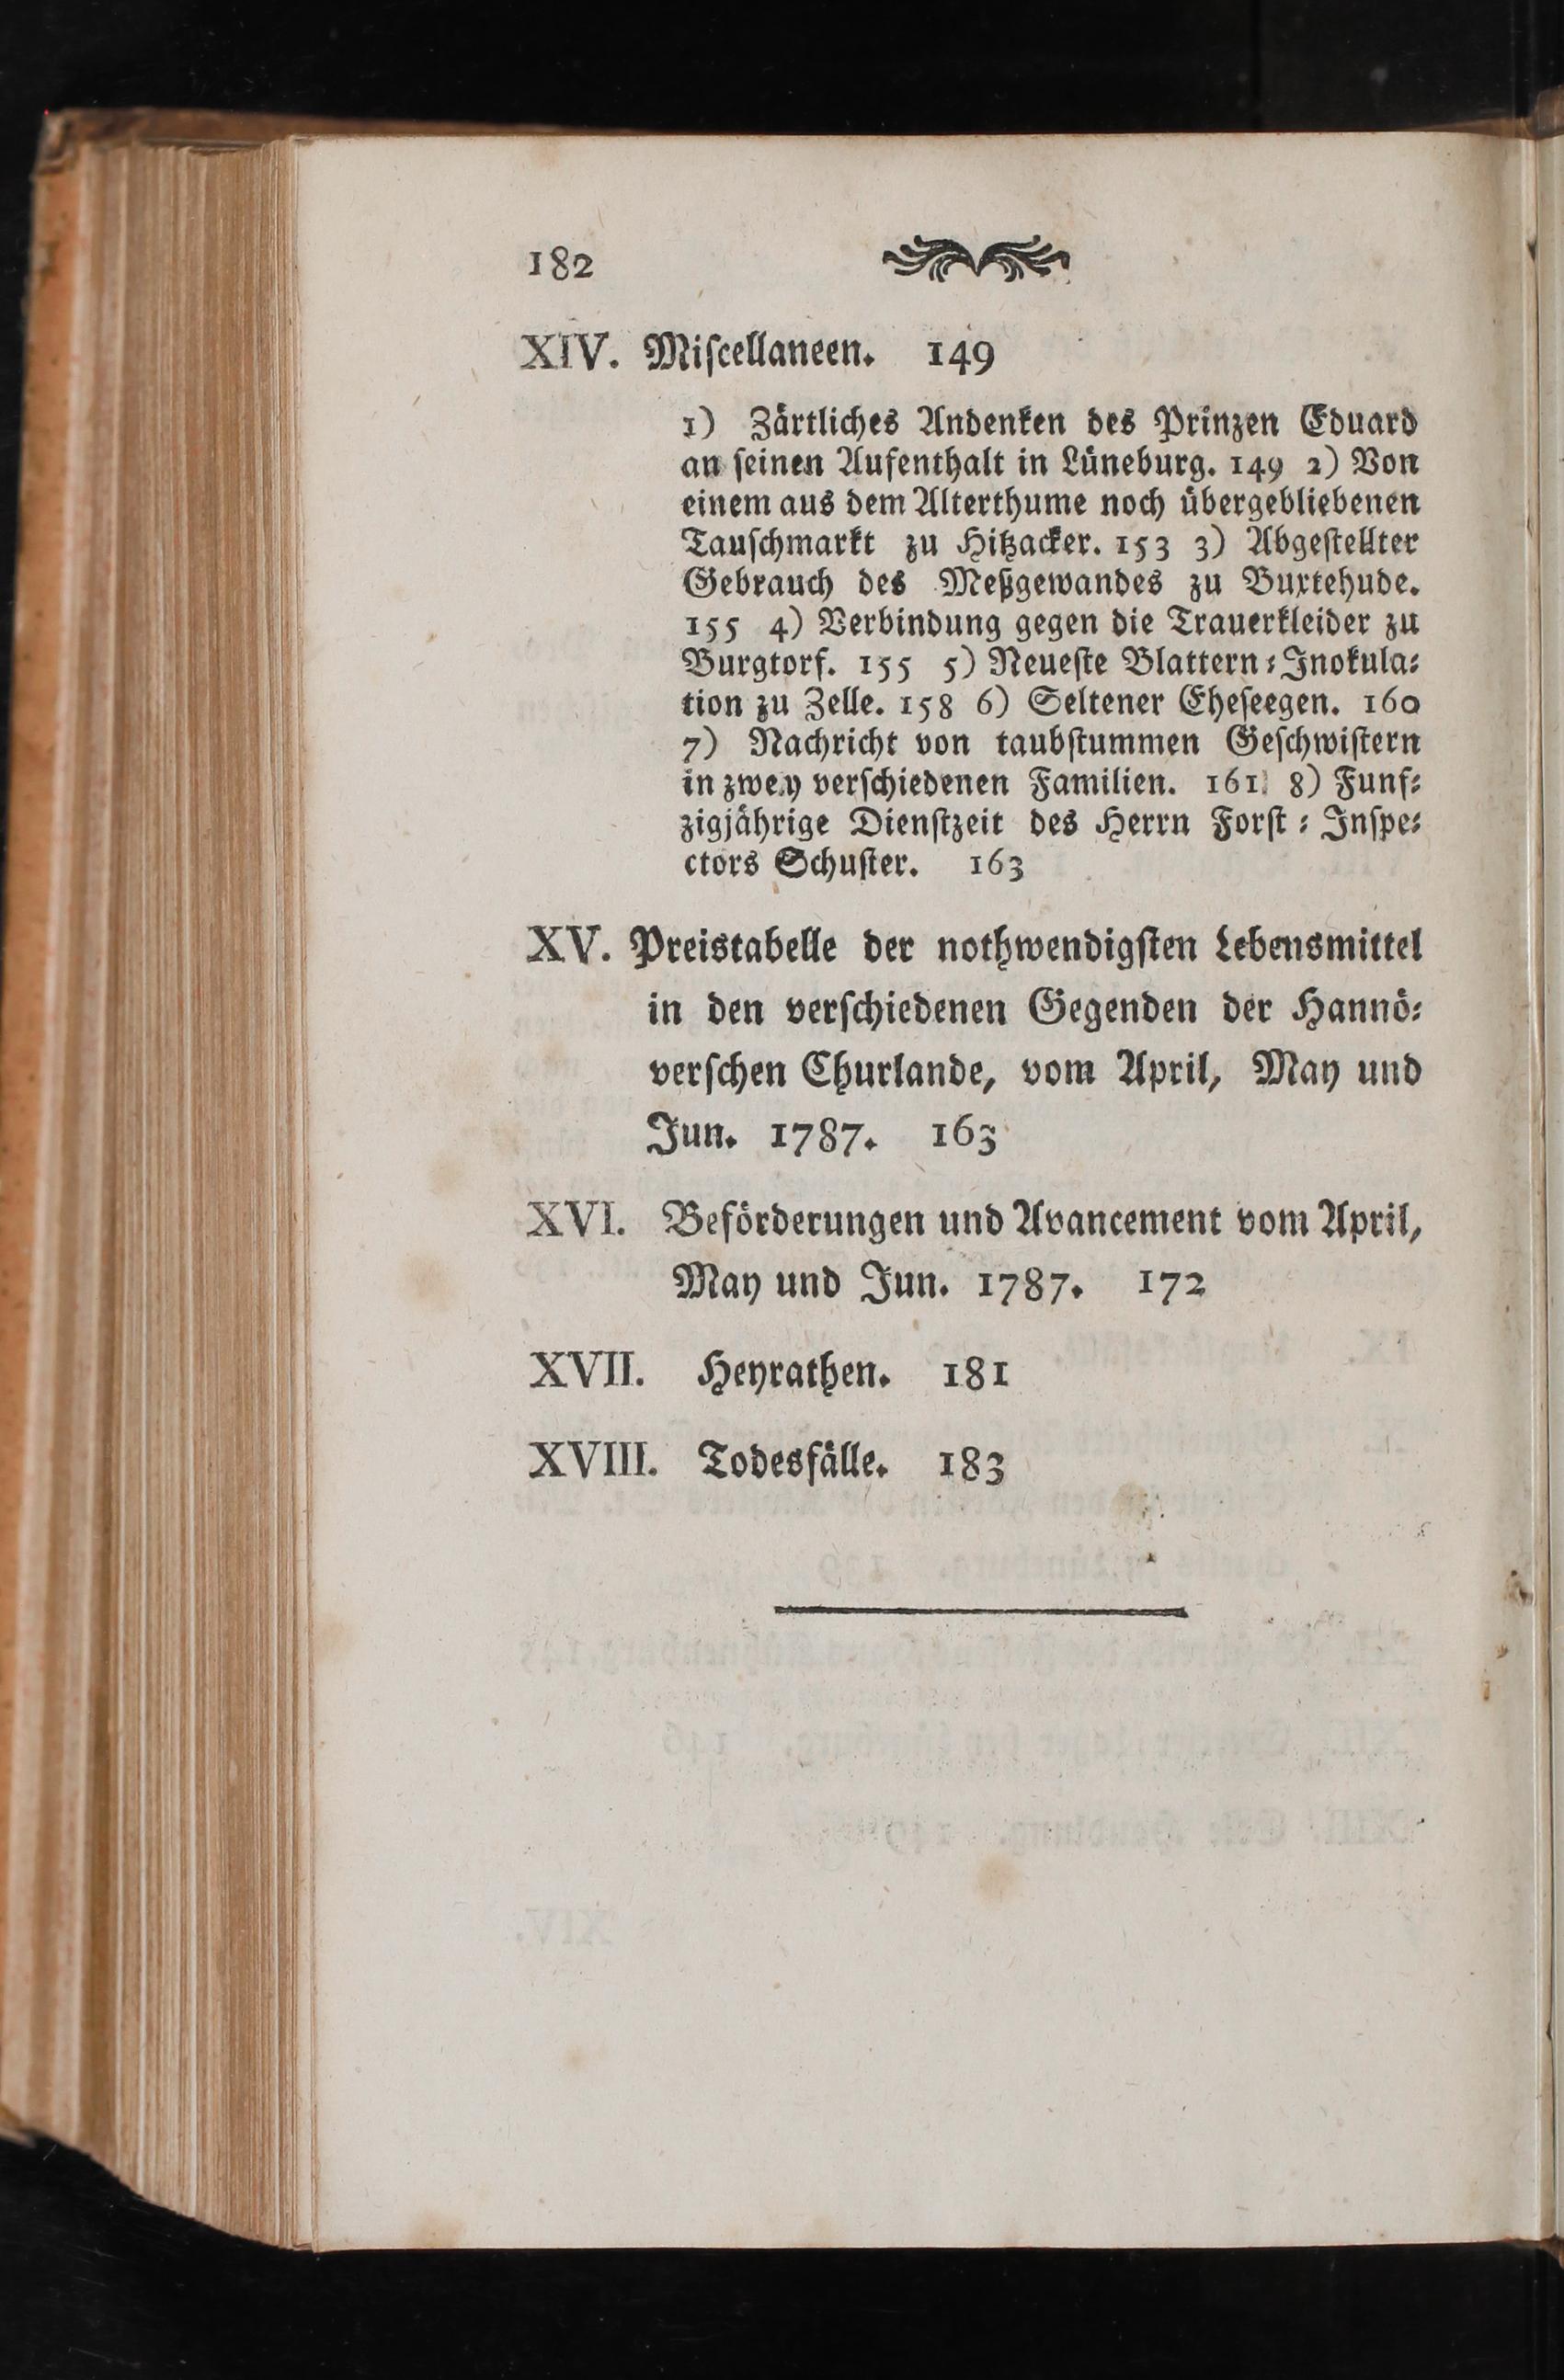 182
XIV. Miſcellaneen. 149
1) Zärtliches Andenken des Prinzen Eduard
an ſeinen Aufenthalt in Lüneburg. 149 2) Von
einem aus dem Alterthume noch übergebliebenen
Tauſchmarkt zu Hitzacker. 153 3) Abgeſtellter
Gebrauch des Meßgewandes zu Buxtehude.
155 4) Verbindung gegen die Trauerkleider zu
Burgtorf. 155 5) Neueſte Blattern⸗Inokula⸗
tion zu Zelle. 158 6) Seltener Eheſeegen. 160
7) Nachricht von taubſtummen Geſchwiſtern
in zwey verſchiedenen Familien. 161 8) Funf⸗
zigjährige Dienſtzeit des Herrn Forſt⸗Inſpe⸗
ctors Schuſter. 163
XV. Preistabelle der nothwendigſten Lebensmittel
in den verſchiedenen Gegenden der Hannö⸗
verſchen Churlande, vom April, May und
Jun. 1787. 163
XVI. Beförderungen und Avancement vom April,
May und Jun. 1787. 172
XVII. Heyrathen. 181
XVIII. Todesfälle. 183